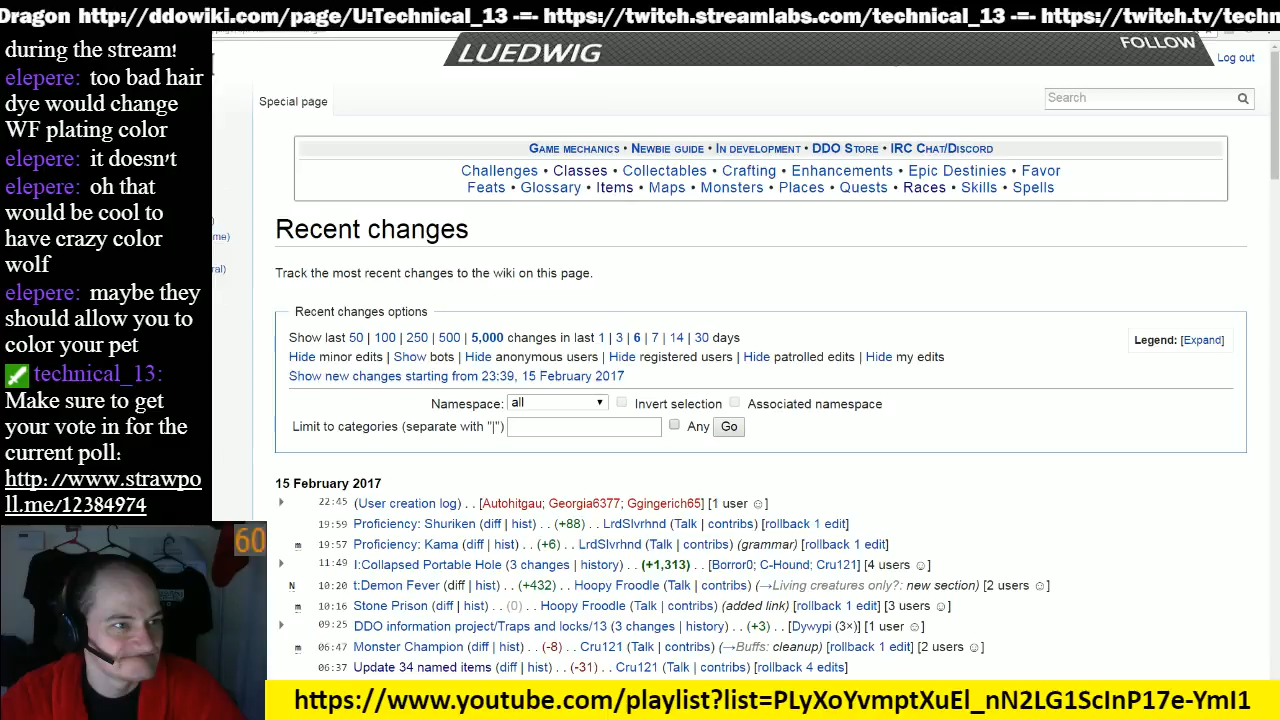 Dragon http://ddowiki.com/page/U:Technical_13 -=- https://twitch.streamlabs.com/technical_13 -=- https://twitch.tv/techn
during the stream!
elepere: too bad hair
dye would change
WF plating color
elepere: it doesn't
elepere: oh that
would be cool to
have crazy color
wolf
elepere: maybe they
should allow you to
color your pet
technical_13:
Make sure to get
your vote in for the
current poll:
http://www.strawpo
ll.me/12384974
60
LUEDWIG
FOLLOW
Log out
Special page
Search
Game mechanics • Newbie guide • In development • DDO Store • IRC Chat/Discord
Challenges • Classes • Collectables • Crafting • Enhancements • Epic Destinies • Favor
Feats • Glossary • Items • Maps • Monsters • Places • Quests • Races • Skills • Spells
me)
ral)
Recent changes
Track the most recent changes to the wiki on this page.
Recent changes options
Show last 50 | 100 | 250 | 500 | 5,000 changes in last 1 | 3 | 6 | 7 | 14 | 30 days
Hide minor edits | Show bots | Hide anonymous users | Hide registered users | Hide patrolled edits | Hide my edits
Show new changes starting from 23:39, 15 February 2017
Legend: [Expand]
Namespace: all Invert selection Associated namespace
Limit to categories (separate with "|") Any Go
15 February 2017
22:45 (User creation log) . . [Autohitgau; Georgia6377; Ggingerich65] [1 user ☺]
19:59 Proficiency: Shuriken (diff | hist) . . (+88) . . LrdSlvrhnd (Talk | contribs) [rollback 1 edit]
m 19:57 Proficiency: Kama (diff | hist) . . (+6) . . LrdSlvrhnd (Talk | contribs) (grammar) [rollback 1 edit]
11:49 I:Collapsed Portable Hole (3 changes | history) . . (+1,313) . . [Borror0; C-Hound; Cru121] [4 users ☺]
N 10:20 t:Demon Fever (diff | hist) . . (+432) . . Hoopy Froodle (Talk | contribs) (→Living creatures only?: new section) [2 users ☺]
m 10:16 Stone Prison (diff | hist) . . (0) . . Hoopy Froodle (Talk | contribs) (added link) [rollback 1 edit] [3 users ☺]
09:25 DDO information project/Traps and locks/13 (3 changes | history) . . (+3) . . [Dywypi (3×)] [1 user ☺]
m 06:47 Monster Champion (diff | hist) . . (-8) . . Cru121 (Talk | contribs) (→Buffs: cleanup) [rollback 1 edit] [2 users ☺]
06:37 Update 34 named items (diff | hist) . . (-31) . . Cru121 (Talk | contribs) [rollback 4 edits]
https://www.youtube.com/playlist?list=PLyXoYvmptXuEl_nN2LG1ScInP17e-YmI1